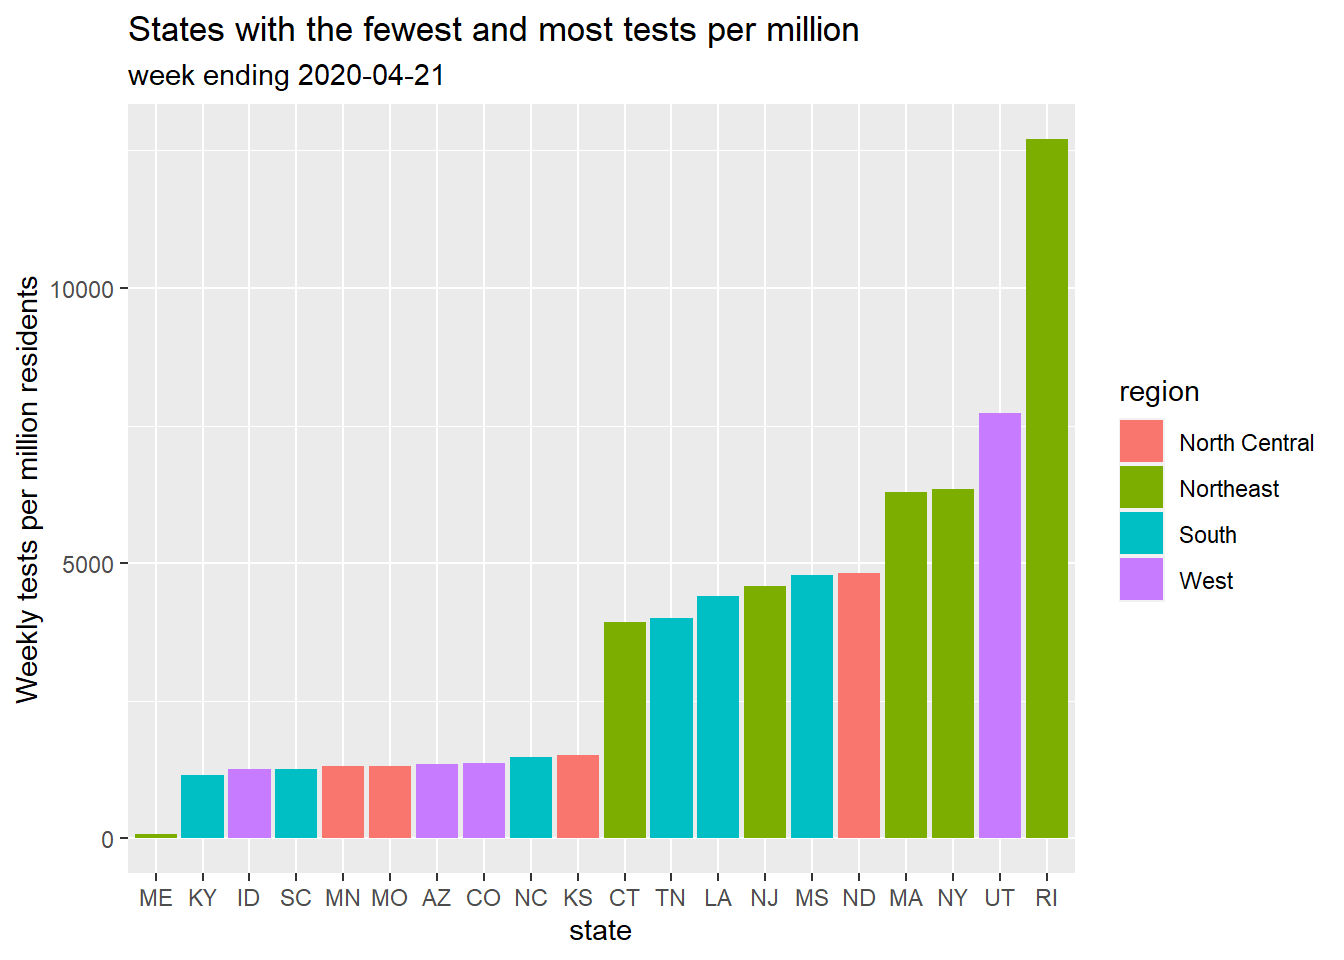 States with the fewest and most tests per million
week ending 2020-04-21
Weekly tests per million residents
10000
5000
0
ME KY ID SC MN MO AZ CO NC KS CT TN LA NJ MS ND MA NY UT RI
state
region
North Central
Northeast
South
West